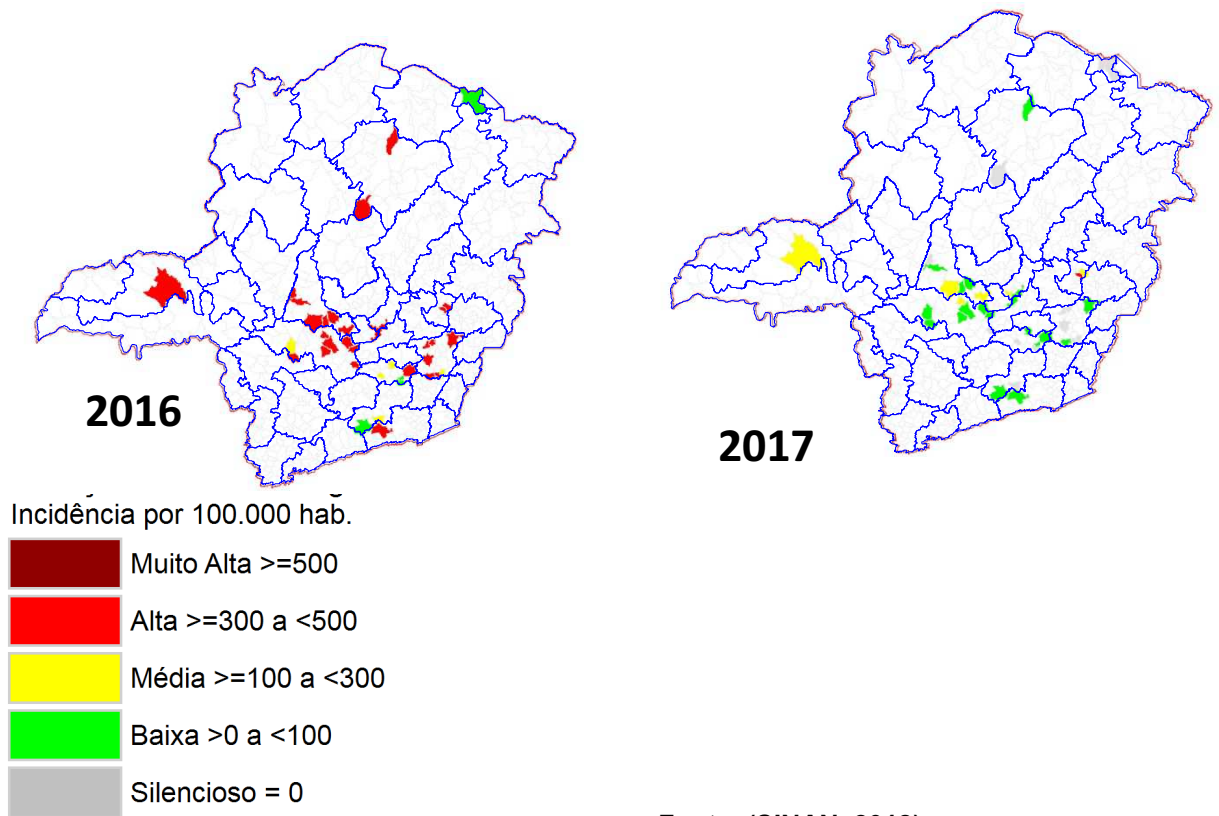 2016
2017
Incidência por 100.000 hab.
Muito Alta >=500
Alta >=300 a <500
Média >=100 a <300
Baixa >0 a <100
Silencioso = 0